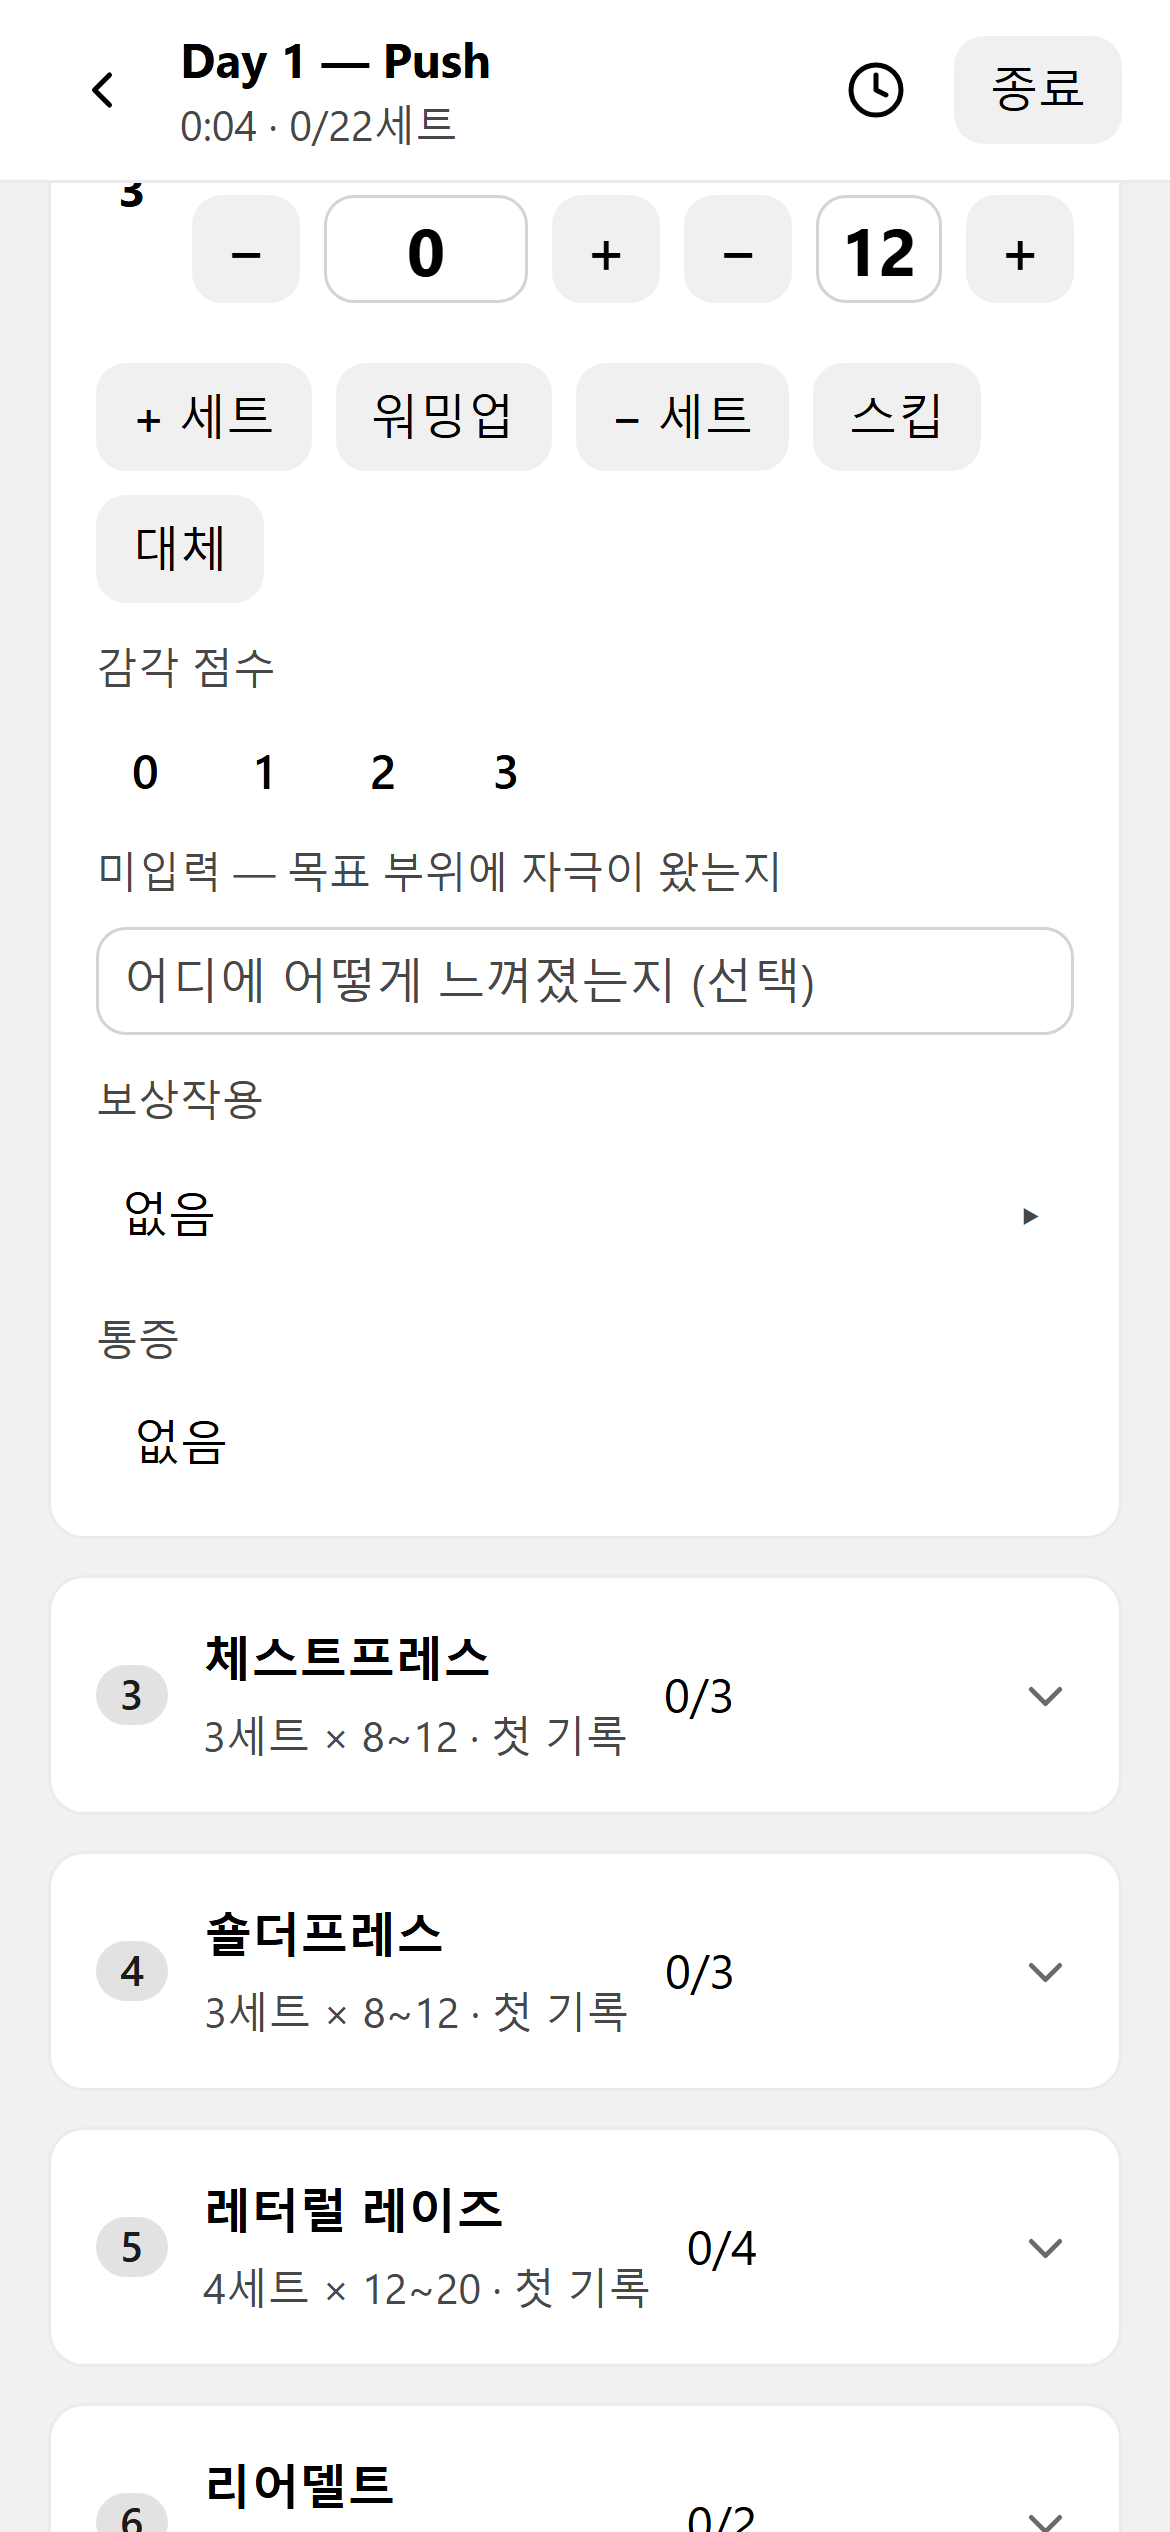 Day 1 — Push
0:04 · 0/22세트
종료
3
− 0 + − 12 +
+ 세트 워밍업 − 세트 스킵
대체
감각 점수
0 1 2 3
미입력 — 목표 부위에 자극이 왔는지
어디에 어떻게 느껴졌는지 (선택)
보상작용
없음
통증
없음
3
체스트프레스
3세트 × 8~12 · 첫 기록
0/3
4
숄더프레스
3세트 × 8~12 · 첫 기록
0/3
5
레터럴 레이즈
4세트 × 12~20 · 첫 기록
0/4
6
리어델트
0/2